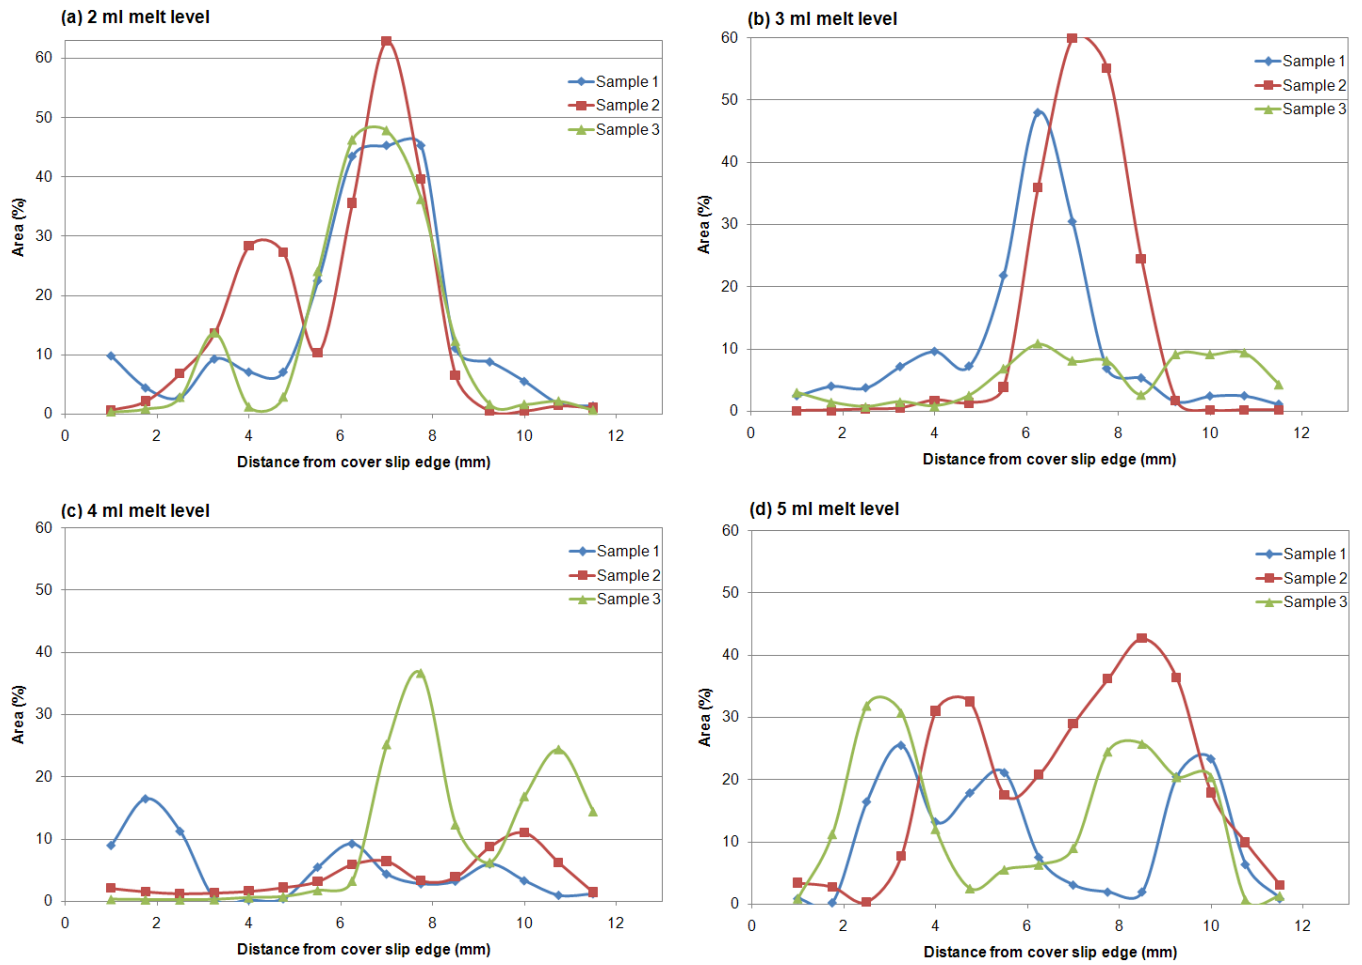 (a) 2 ml melt level
60
50
40
30
20
10
0
Area (%)
0 2 4 6 8 10 12
Distance from cover slip edge (mm)
Sample 1
Sample 2
Sample 3
(b) 3 ml melt level
60
50
40
30
20
10
0
Area (%)
0 2 4 6 8 10 12
Distance from cover slip edge (mm)
Sample 1
Sample 2
Sample 3
(c) 4 ml melt level
60
50
40
30
20
10
0
Area (%)
0 2 4 6 8 10 12
Distance from cover slip edge (mm)
Sample 1
Sample 2
Sample 3
(d) 5 ml melt level
60
50
40
30
20
10
0
Area (%)
0 2 4 6 8 10 12
Distance from cover slip edge (mm)
Sample 1
Sample 2
Sample 3